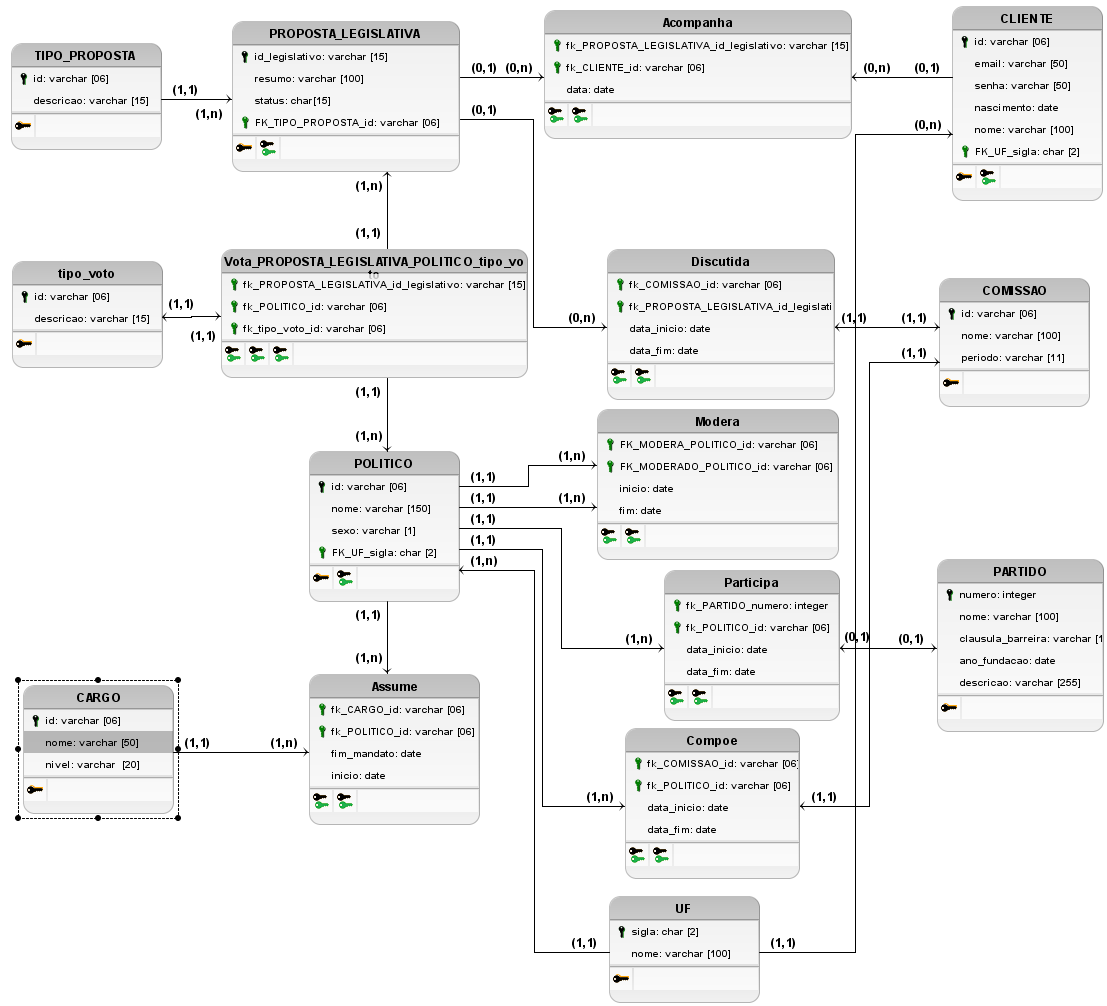 TIPO_PROPOSTA
id: varchar [06]
descricao: varchar [15]
(1,1)
(1,n)
PROPOSTA_LEGISLATIVA
id_legislativo: varchar [15]
resumo: varchar [100]
status: char[15]
FK_TIPO_PROPOSTA_id: varchar [06]
(0,1) (0,n)
(0,1)
Acompanha
fk_PROPOSTA_LEGISLATIVA_id_legislativo: varchar [15]
fk_CLIENTE_id: varchar [06]
data: date
(0,n) (0,1)
(0,n)
CLIENTE
id: varchar [06]
email: varchar [50]
senha: varchar [50]
nascimento: date
nome: varchar [100]
FK_UF_sigla: char [2]
(1,n)
(1,1)
tipo_voto
id: varchar [06]
descricao: varchar [15]
(1,1)
(1,1)
Vota_PROPOSTA_LEGISLATIVA_POLITICO_tipo_vo
to
fk_PROPOSTA_LEGISLATIVA_id_legislativo: varchar [15]
fk_POLITICO_id: varchar [06]
fk_tipo_voto_id: varchar [06]
(1,1)
(1,n)
(0,n)
Discutida
fk_COMISSAO_id: varchar [06]
fk_PROPOSTA_LEGISLATIVA_id_legislati
data_inicio: date
data_fim: date
(1,1) (1,1)
(1,1)
COMISSAO
id: varchar [06]
nome: varchar [100]
periodo: varchar [11]
POLITICO
id: varchar [06]
nome: varchar [150]
sexo: varchar [1]
FK_UF_sigla: char [2]
(1,1) (1,n)
(1,1) (1,n)
(1,1)
(1,1)
(1,n)
Modera
FK_MODERA_POLITICO_id: varchar [06]
FK_MODERADO_POLITICO_id: varchar [06]
inicio: date
fim: date
(1,1)
(1,n)
(1,n)
Participa
fk_PARTIDO_numero: integer
fk_POLITICO_id: varchar [06]
data_inicio: date
data_fim: date
(0,1) (0,1)
PARTIDO
numero: integer
nome: varchar [100]
clausula_barreira: varchar [1
ano_fundacao: date
descricao: varchar [255]
CARGO
id: varchar [06]
nome: varchar [50]
nivel: varchar [20]
(1,1) (1,n)
Assume
fk_CARGO_id: varchar [06]
fk_POLITICO_id: varchar [06]
fim_mandato: date
inicio: date
(1,n)
Compoe
fk_COMISSAO_id: varchar [06]
fk_POLITICO_id: varchar [06]
data_inicio: date
data_fim: date
(1,1)
UF
sigla: char [2]
nome: varchar [100]
(1,1) (1,1)